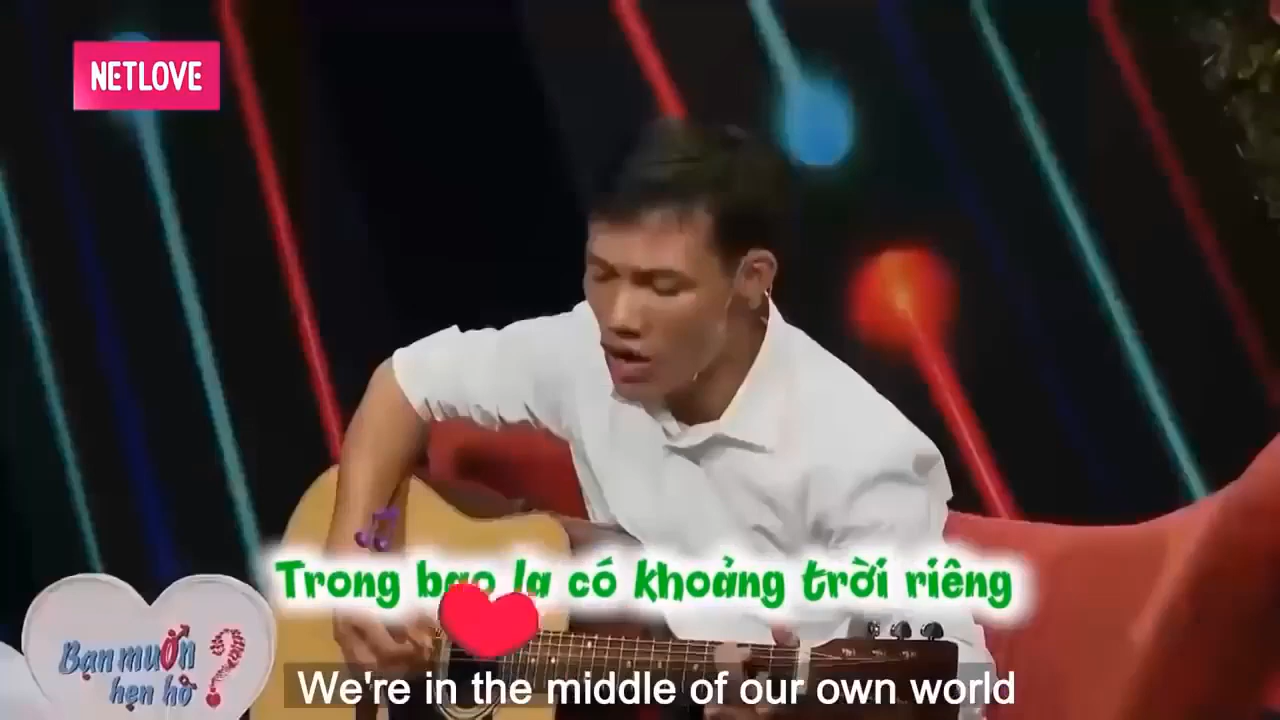 NETLOVE
Trong bao la có khoảng trời riêng
Bạn muốn
hẹn hò ?
We're in the middle of our own world